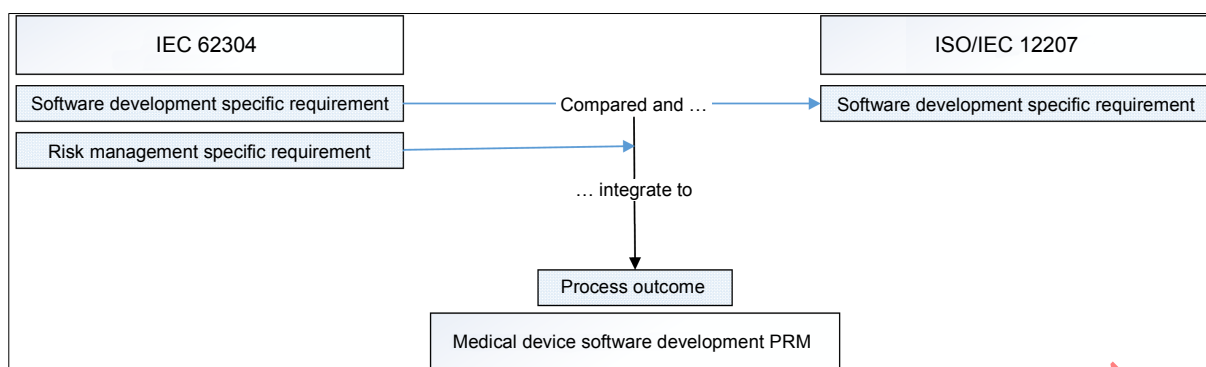 IEC 62304
ISO/IEC 12207
Software development specific requirement
Compared and …
Software development specific requirement
Risk management specific requirement
… integrate to
Process outcome
Medical device software development PRM